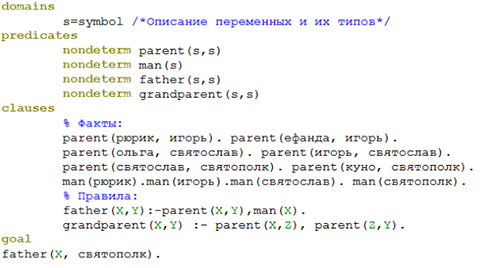 domains
s=symbol /*Описание переменных и их типов*/
predicates
nondeterm parent(s,s)
nondeterm man(s)
nondeterm father(s,s)
nondeterm grandparent(s,s)
clauses
% Факты:
parent(рюрик, игорь). parent(ефанда, игорь).
parent(ольга, святослав). parent(игорь, святослав).
parent(святослав, святополк). parent(куно, святополк).
man(рюрик).man(игорь).man(святослав). man(святополк).
% Правила:
father(X,Y):-parent(X,Y),man(X).
grandparent(X,Y) :- parent(X,Z), parent(Z,Y).
goal
father(X, святополк).